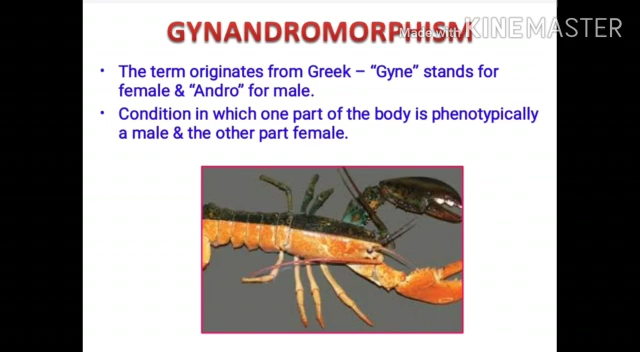 GYNANDROMORPHISM
Made with KINEMASTER
• The term originates from Greek – “Gyne” stands for
female & “Andro” for male.
• Condition in which one part of the body is phenotypically
a male & the other part female.